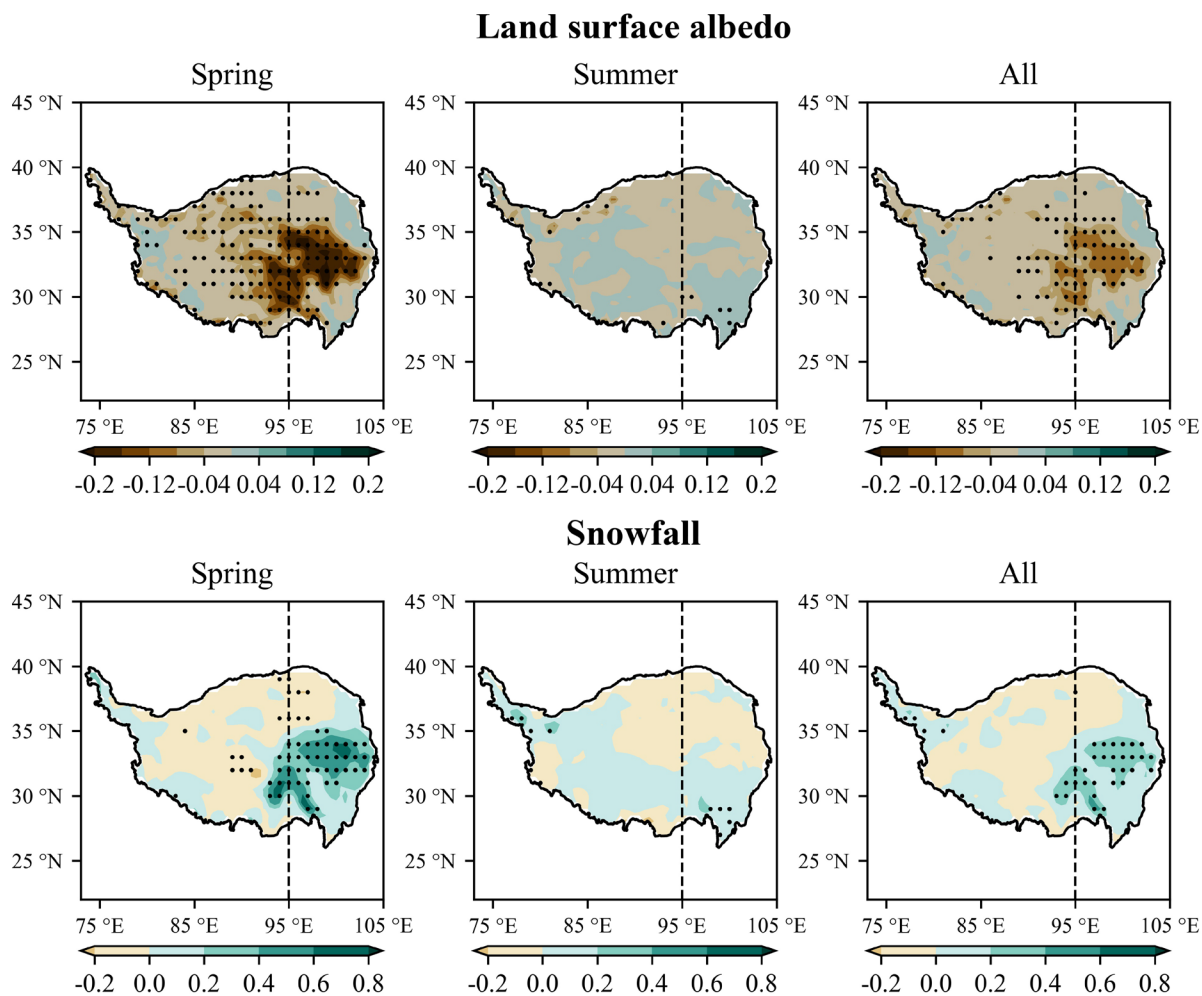 Land surface albedo
Spring
Summer
All
45 °N
40 °N
35 °N
30 °N
25 °N
75 °E 85 °E 95 °E 105 °E
75 °E 85 °E 95 °E 105 °E
75 °E 85 °E 95 °E 105 °E
-0.2 -0.12 -0.04 0.04 0.12 0.2
-0.2 -0.12 -0.04 0.04 0.12 0.2
-0.2 -0.12 -0.04 0.04 0.12 0.2
45 °N
40 °N
35 °N
30 °N
25 °N
45 °N
40 °N
35 °N
30 °N
25 °N
Snowfall
Spring
Summer
All
45 °N
40 °N
35 °N
30 °N
25 °N
45 °N
40 °N
35 °N
30 °N
25 °N
45 °N
40 °N
35 °N
30 °N
25 °N
75 °E 85 °E 95 °E 105 °E
75 °E 85 °E 95 °E 105 °E
75 °E 85 °E 95 °E 105 °E
-0.2 0.0 0.2 0.4 0.6 0.8
-0.2 0.0 0.2 0.4 0.6 0.8
-0.2 0.0 0.2 0.4 0.6 0.8